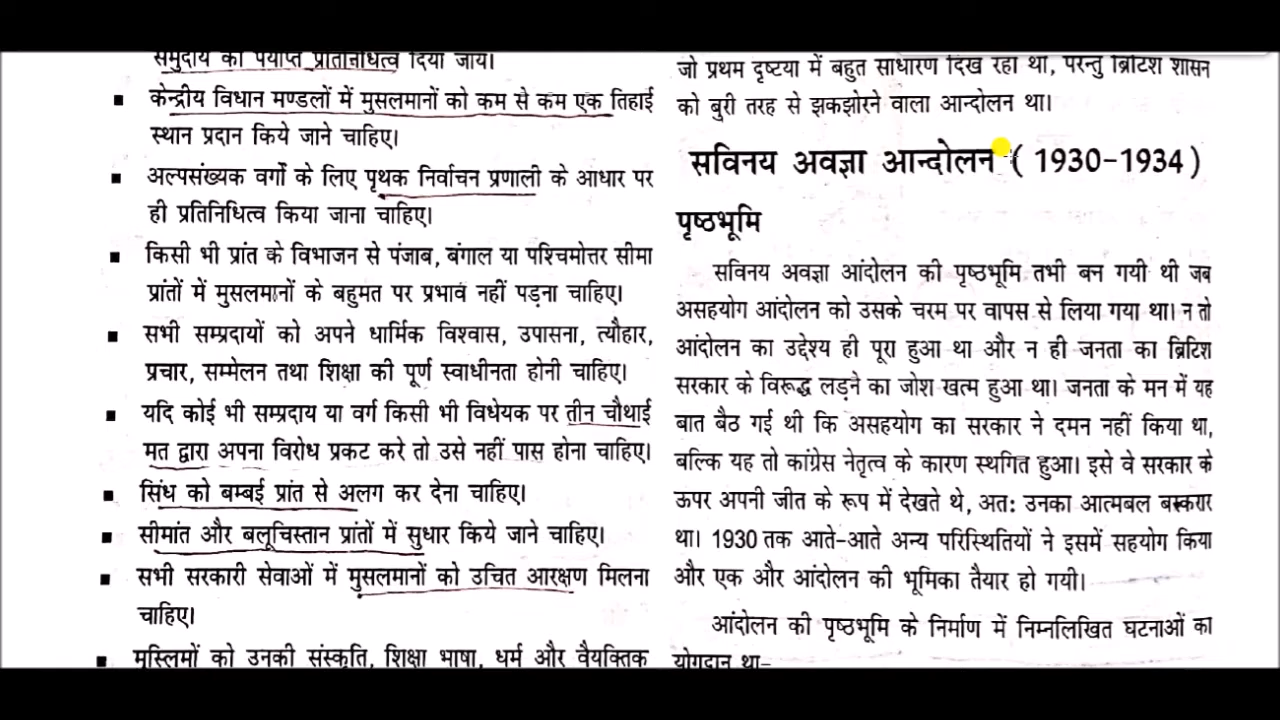 समुदाय को पर्याप्त प्रतिनिधित्व दिया जाये।
▪ केन्द्रीय विधान मण्डलों में मुसलमानों को कम से कम एक तिहाई
स्थान प्रदान किये जाने चाहिए।
▪ अल्पसंख्यक वर्गों के लिए पृथक निर्वाचन प्रणाली के आधार पर
ही प्रतिनिधित्व किया जाना चाहिए।
▪ किसी भी प्रांत के विभाजन से पंजाब, बंगाल या पश्चिमोत्तर सीमा
प्रांतों में मुसलमानों के बहुमत पर प्रभाव नहीं पड़ना चाहिए।
▪ सभी सम्प्रदायों को अपने धार्मिक विश्वास, उपासना, त्यौहार,
प्रचार, सम्मेलन तथा शिक्षा की पूर्ण स्वाधीनता होनी चाहिए।
▪ यदि कोई भी सम्प्रदाय या वर्ग किसी भी विधेयक पर तीन चौथाई
मत द्वारा अपना विरोध प्रकट करे तो उसे नहीं पास होना चाहिए।
▪ सिंध को बम्बई प्रांत से अलग कर देना चाहिए।
▪ सीमांत और बलूचिस्तान प्रांतों में सुधार किये जाने चाहिए।
▪ सभी सरकारी सेवाओं में मुसलमानों को उचित आरक्षण मिलना
चाहिए।
▪ मुस्लिमों को उनकी संस्कृति, शिक्षा भाषा, धर्म और वैयक्तिक
जो प्रथम दृष्टया में बहुत साधारण दिख रहा था, परन्तु ब्रिटिश शासन
को बुरी तरह से झकझोरने वाला आन्दोलन था।
सविनय अवज्ञा आन्दोलन (1930-1934)
पृष्ठभूमि
सविनय अवज्ञा आंदोलन की पृष्ठभूमि तभी बन गयी थी जब
असहयोग आंदोलन को उसके चरम पर वापस से लिया गया था। न तो
आंदोलन का उद्देश्य ही पूरा हुआ था और न ही जनता का ब्रिटिश
सरकार के विरूद्ध लड़ने का जोश खत्म हुआ था। जनता के मन में यह
बात बैठ गई थी कि असहयोग का सरकार ने दमन नहीं किया था,
बल्कि यह तो कांग्रेस नेतृत्व के कारण स्थगित हुआ। इसे वे सरकार के
ऊपर अपनी जीत के रूप में देखते थे, अत: उनका आत्मबल बरकरार
था। 1930 तक आते-आते अन्य परिस्थितियों ने इसमें सहयोग किया
और एक और आंदोलन की भूमिका तैयार हो गयी।
आंदोलन की पृष्ठभूमि के निर्माण में निम्नलिखित घटनाओं का
योगदान था-